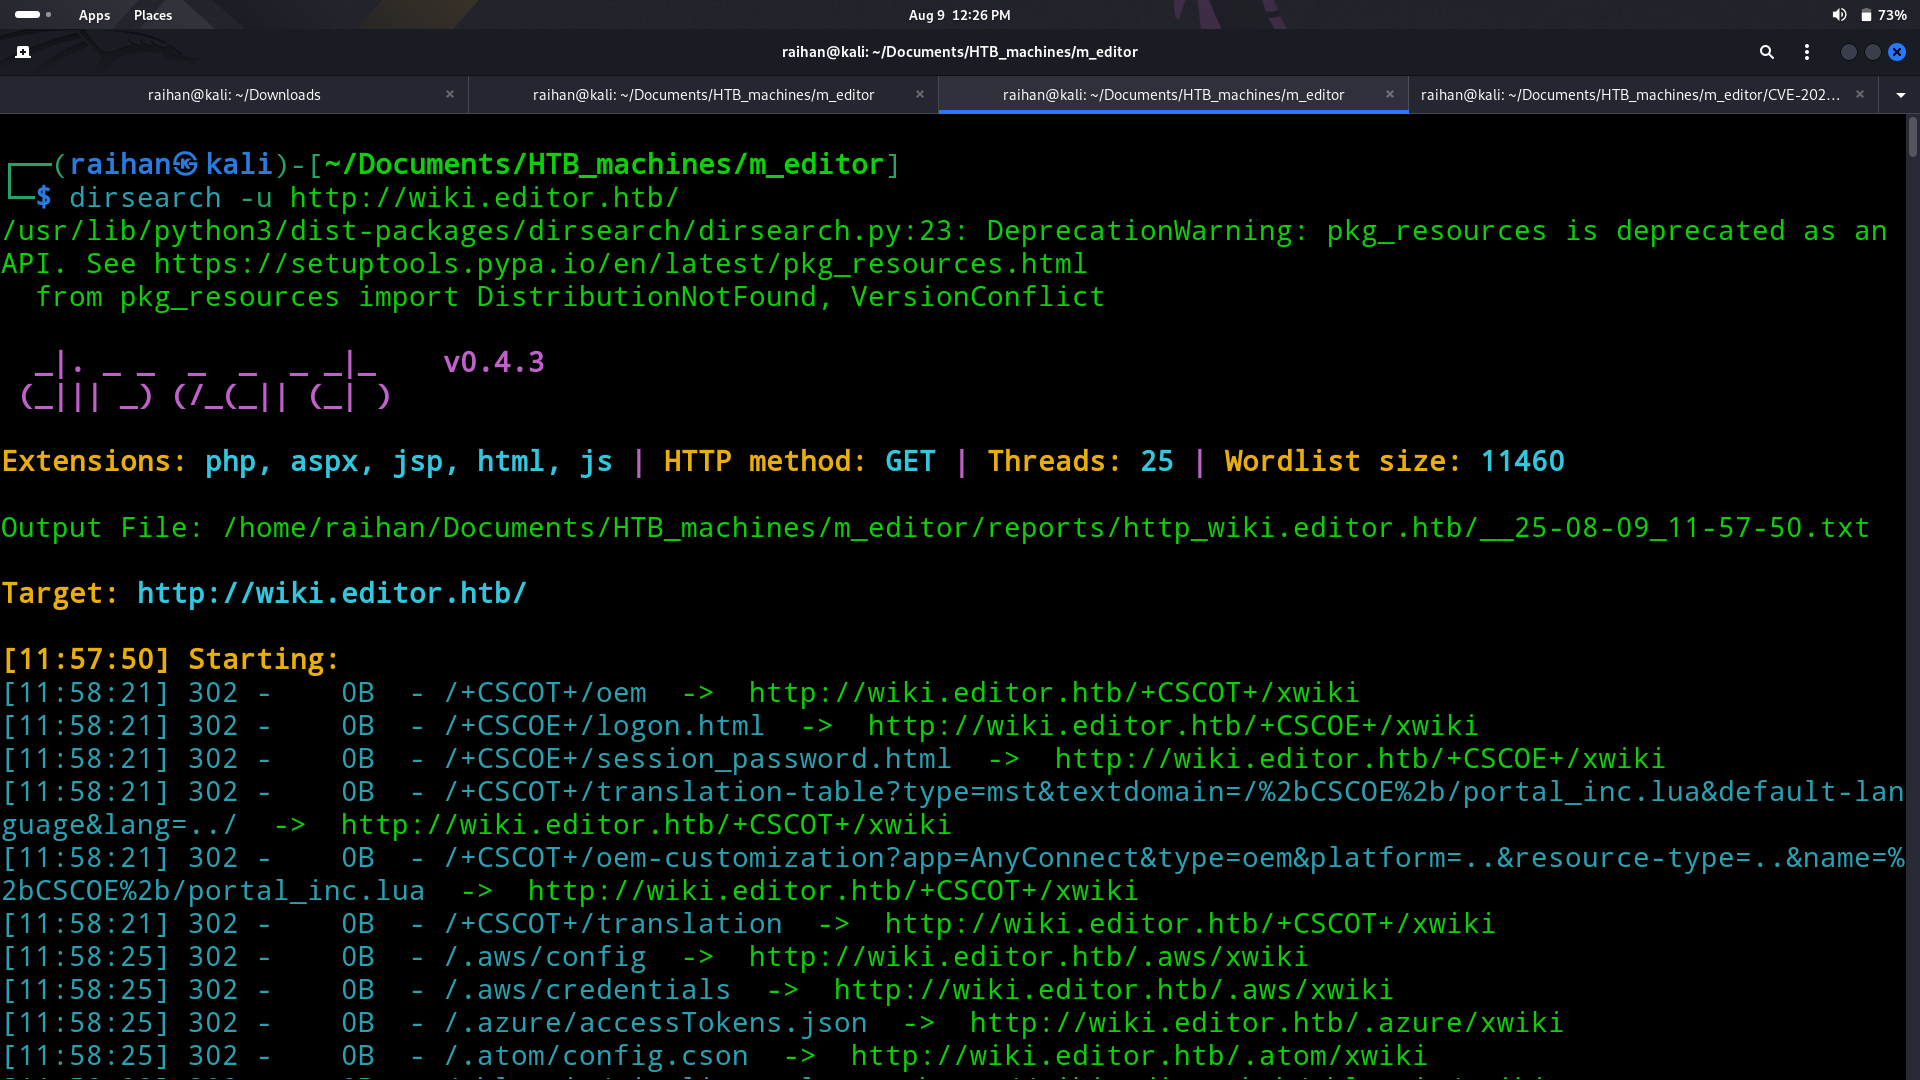 Apps Places Aug 9 12:26 PM 73%
raihan@kali: ~/Documents/HTB_machines/m_editor
raihan@kali: ~/Downloads × raihan@kali: ~/Documents/HTB_machines/m_editor × raihan@kali: ~/Documents/HTB_machines/m_editor × raihan@kali: ~/Documents/HTB_machines/m_editor/CVE-202… ×
┌──(raihan㉿kali)-[~/Documents/HTB_machines/m_editor]
└─$ dirsearch -u http://wiki.editor.htb/
/usr/lib/python3/dist-packages/dirsearch/dirsearch.py:23: DeprecationWarning: pkg_resources is deprecated as an
API. See https://setuptools.pypa.io/en/latest/pkg_resources.html
  from pkg_resources import DistributionNotFound, VersionConflict
  _|. _ _  _  _  _ _|_    v0.4.3
 (_||| _) (/_(_|| (_| )
Extensions: php, aspx, jsp, html, js | HTTP method: GET | Threads: 25 | Wordlist size: 11460
Output File: /home/raihan/Documents/HTB_machines/m_editor/reports/http_wiki.editor.htb/__25-08-09_11-57-50.txt
Target: http://wiki.editor.htb/
[11:57:50] Starting:
[11:58:21] 302 -    0B  - /+CSCOT+/oem  ->  http://wiki.editor.htb/+CSCOT+/xwiki
[11:58:21] 302 -    0B  - /+CSCOE+/logon.html  ->  http://wiki.editor.htb/+CSCOE+/xwiki
[11:58:21] 302 -    0B  - /+CSCOE+/session_password.html  ->  http://wiki.editor.htb/+CSCOE+/xwiki
[11:58:21] 302 -    0B  - /+CSCOT+/translation-table?type=mst&textdomain=/%2bCSCOE%2b/portal_inc.lua&default-lan
guage&lang=../  ->  http://wiki.editor.htb/+CSCOT+/xwiki
[11:58:21] 302 -    0B  - /+CSCOT+/oem-customization?app=AnyConnect&type=oem&platform=..&resource-type=..&name=%
2bCSCOE%2b/portal_inc.lua  ->  http://wiki.editor.htb/+CSCOT+/xwiki
[11:58:21] 302 -    0B  - /+CSCOT+/translation  ->  http://wiki.editor.htb/+CSCOT+/xwiki
[11:58:25] 302 -    0B  - /.aws/config  ->  http://wiki.editor.htb/.aws/xwiki
[11:58:25] 302 -    0B  - /.aws/credentials  ->  http://wiki.editor.htb/.aws/xwiki
[11:58:25] 302 -    0B  - /.azure/accessTokens.json  ->  http://wiki.editor.htb/.azure/xwiki
[11:58:25] 302 -    0B  - /.atom/config.cson  ->  http://wiki.editor.htb/.atom/xwiki